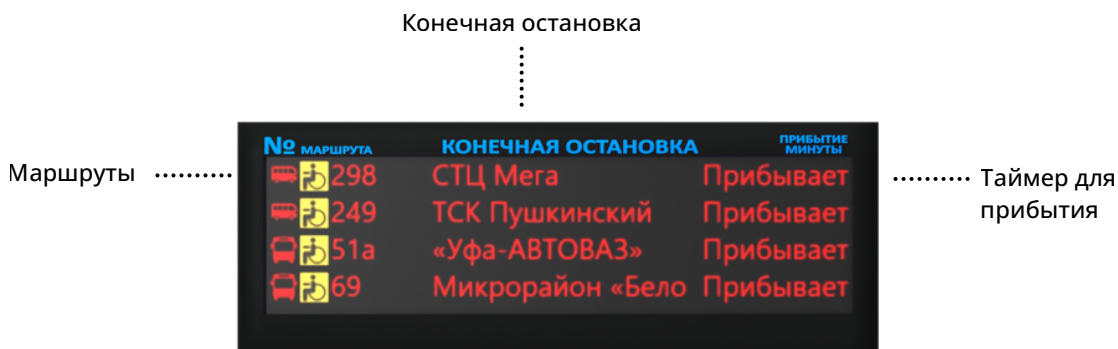 Конечная остановка
№ МАРШРУТА КОНЕЧНАЯ ОСТАНОВКА ПРИБЫТИЕ МИНУТЫ
Маршруты
298 СТЦ Мега Прибывает
249 ТСК Пушкинский Прибывает
51а «Уфа-АВТОВАЗ» Прибывает
69 Микрорайон «Бело Прибывает
Таймер для
прибытия